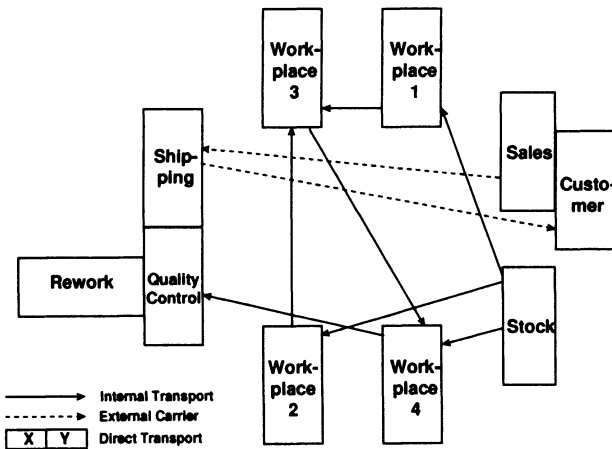 Work-
place
3
Work-
place
1
Ship-
ping
Sales
Custo-
mer
Rework
Quality
Control
Stock
Work-
place
2
Work-
place
4
Internal Transport
External Carrier
X Y Direct Transport